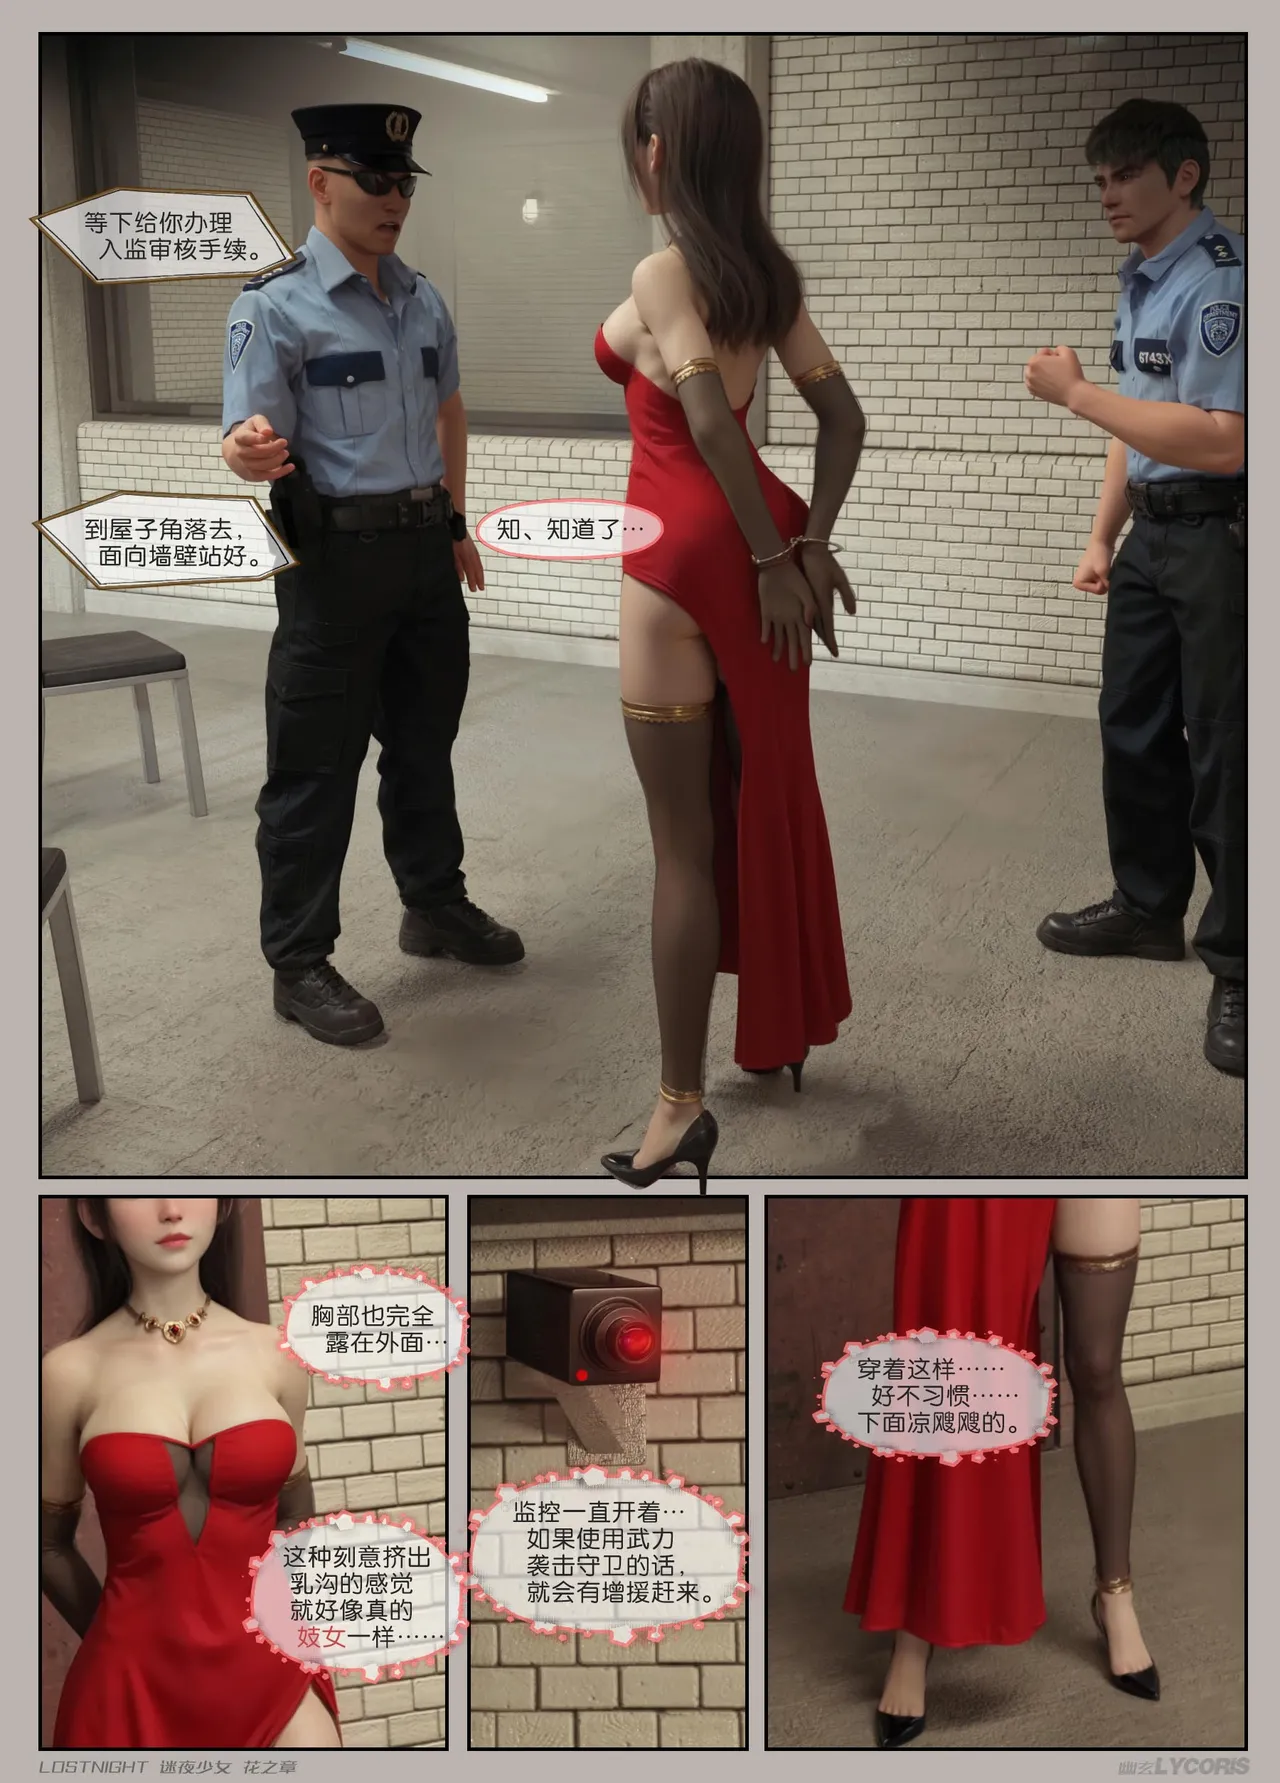 等下给你办理
入监审核手续。
到屋子角落去，
面向墙壁站好。
知、知道了…
POLICE
DEPARTMENT
6743X
胸部也完全
露在外面…
这种刻意挤出
乳沟的感觉
就好像真的
妓女一样……
监控一直开着…
如果使用武力
袭击守卫的话，
就会有增援赶来。
穿着这样……
好不习惯……
下面凉飕飕的。
LOSTNIGHT 迷夜少女 花之章
幽玄LYCORIS